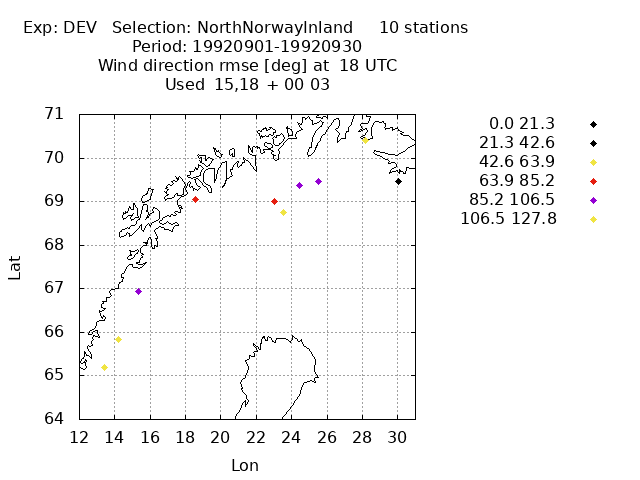 Exp: DEV   Selection: NorthNorwayInland     10 stations
Period: 19920901-19920930
Wind direction rmse [deg] at  18 UTC
Used  15,18 + 00 03
0.0 21.3
21.3 42.6
42.6 63.9
63.9 85.2
85.2 106.5
106.5 127.8
71
70
69
68
67
66
65
64
Lat
12 14 16 18 20 22 24 26 28 30
Lon